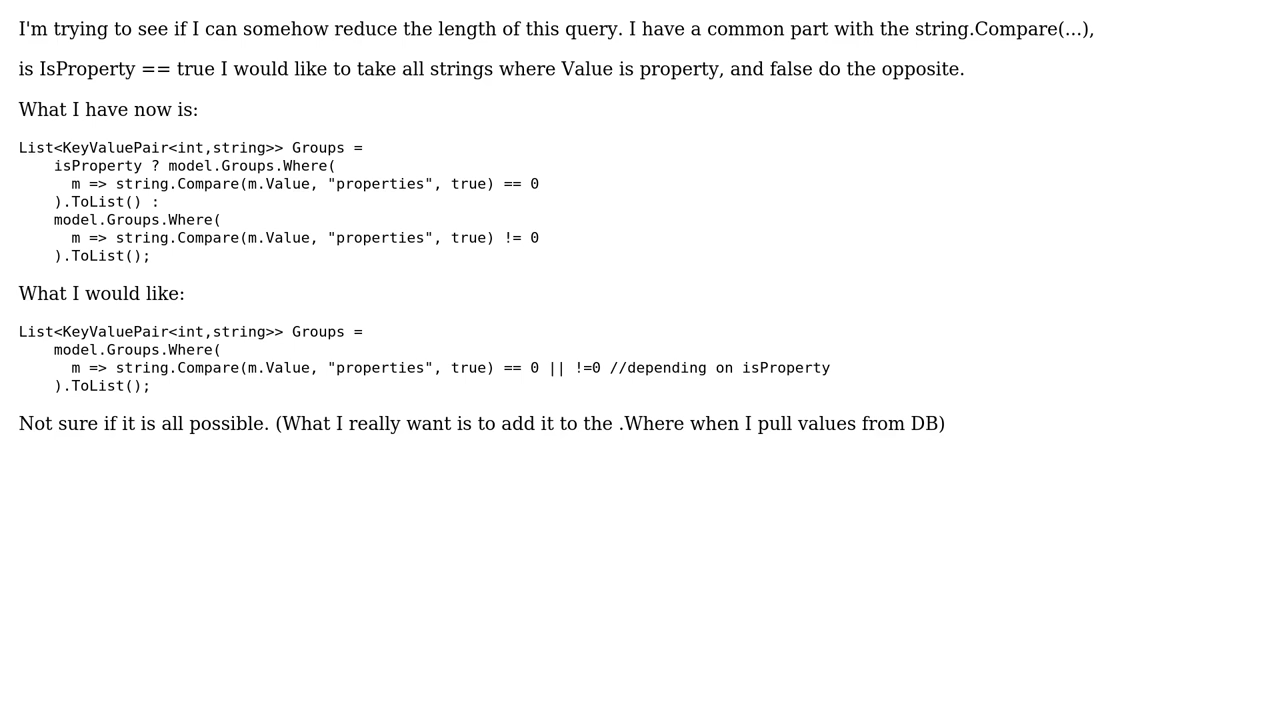 I'm trying to see if I can somehow reduce the length of this query. I have a common part with the string.Compare(...),
is IsProperty == true I would like to take all strings where Value is property, and false do the opposite.
What I have now is:
List<KeyValuePair<int,string>> Groups =
    isProperty ? model.Groups.Where(
      m => string.Compare(m.Value, "properties", true) == 0
    ).ToList() :
    model.Groups.Where(
      m => string.Compare(m.Value, "properties", true) != 0
    ).ToList();
What I would like:
List<KeyValuePair<int,string>> Groups =
    model.Groups.Where(
      m => string.Compare(m.Value, "properties", true) == 0 || !=0 //depending on isProperty
    ).ToList();
Not sure if it is all possible. (What I really want is to add it to the .Where when I pull values from DB)